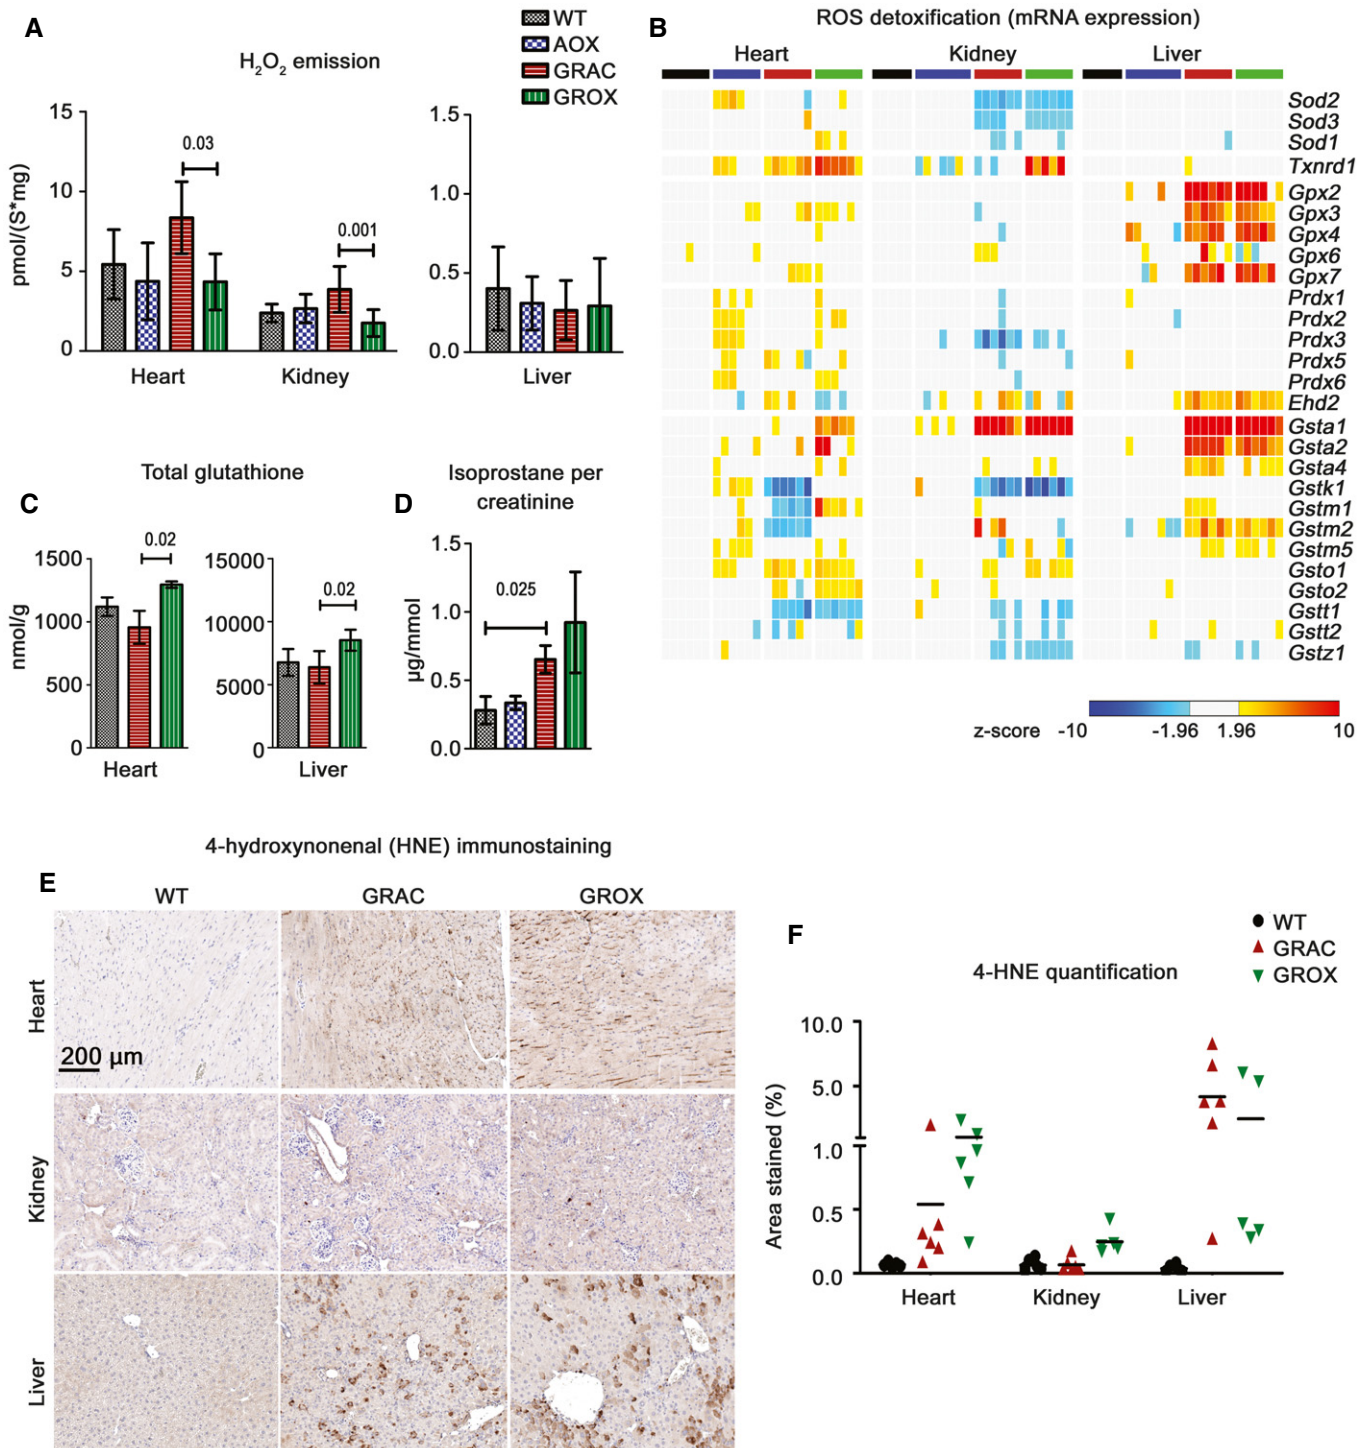 A
H₂O₂ emission
WT
AOX
GRAC
GROX
pmol/(S*mg)
15
10
5
0
0.03
0.001
Heart
Kidney
1.5
1.0
0.5
0.0
Liver
B
ROS detoxification (mRNA expression)
Heart
Kidney
Liver
Sod2
Sod3
Sod1
Txnrd1
Gpx2
Gpx3
Gpx4
Gpx6
Gpx7
Prdx1
Prdx2
Prdx3
Prdx5
Prdx6
Ehd2
Gsta1
Gsta2
Gsta4
Gstk1
Gstm1
Gstm2
Gstm5
Gsto1
Gsto2
Gstt1
Gstt2
Gstz1
z-score -10 -1.96 1.96 10
C
Total glutathione
nmol/g
1500
1000
500
0
0.02
Heart
15000
10000
5000
0
0.02
Liver
D
Isoprostane per
creatinine
µg/mmol
1.5
1.0
0.5
0.0
0.025
4-hydroxynonenal (HNE) immunostaining
E
WT GRAC GROX
Heart
200 µm
Kidney
Liver
F
WT
GRAC
GROX
4-HNE quantification
Area stained (%)
10.0
5.0
1.0
0.5
0.0
Heart
Kidney
Liver